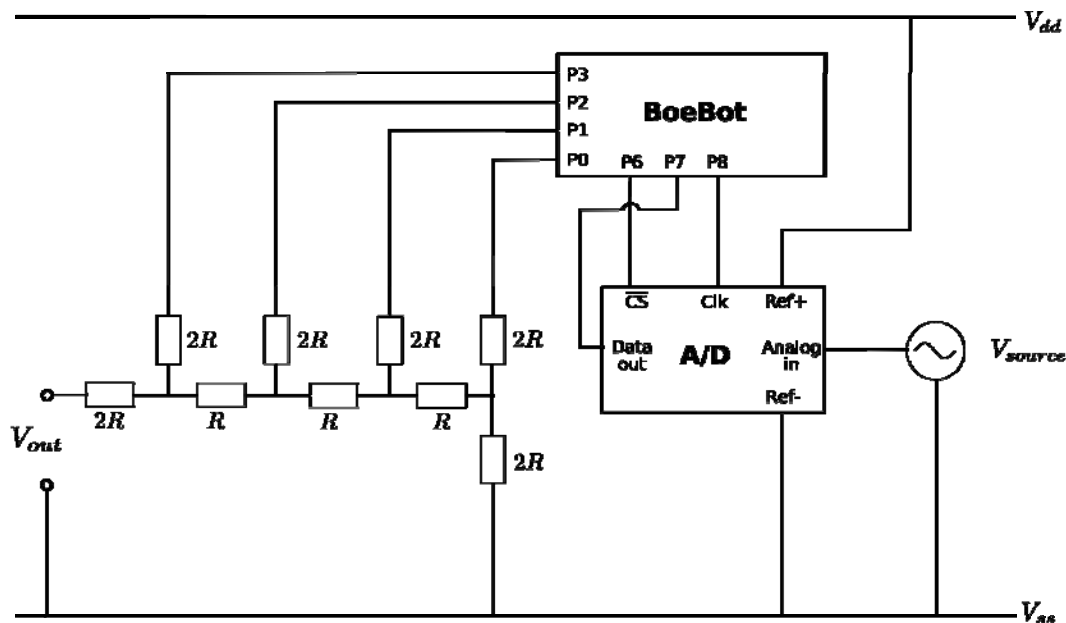 V_dd
P3
P2
BoeBot
P1
P0 P6 P7 P8
CS Clk Ref+
2R 2R 2R 2R
Data out
A/D
Analog in
V_source
Ref-
2R R R R
V_out
2R
V_ss